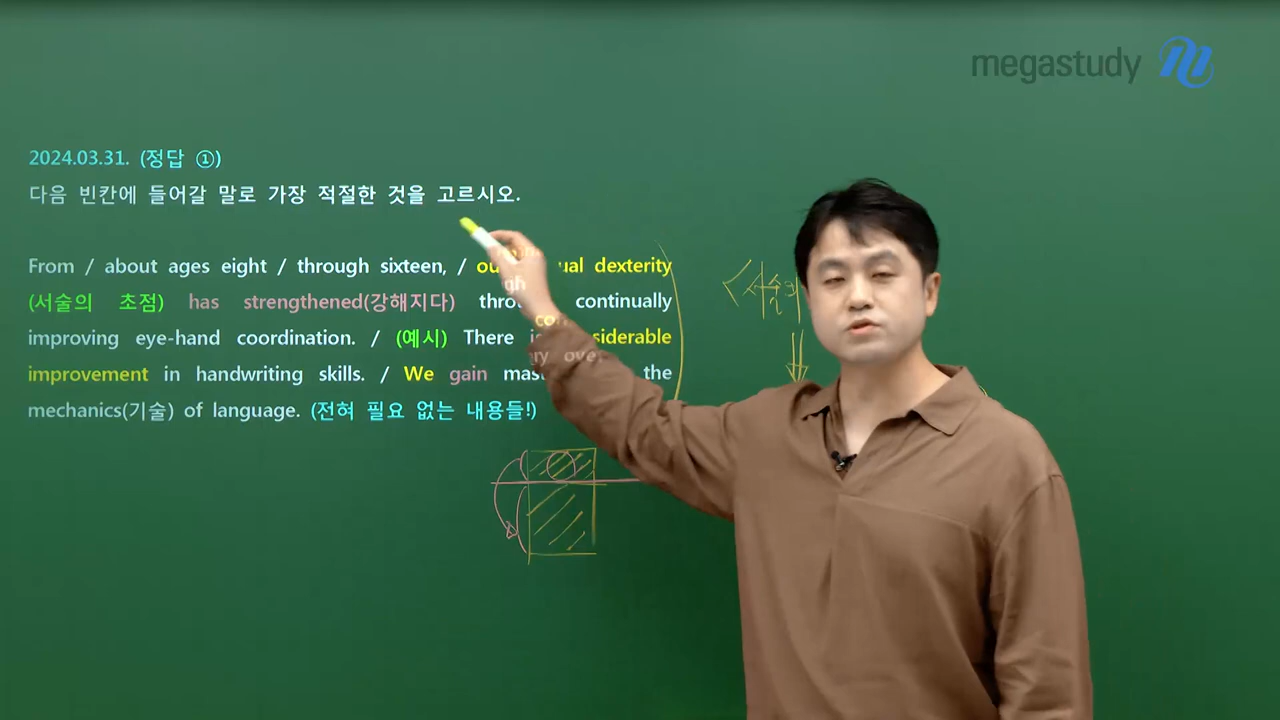 megastudy
2024.03.31. (정답 ①)
다음 빈칸에 들어갈 말로 가장 적절한 것을 고르시오.
From / about ages eight / through sixteen, / ual dexterity
(서술의 초점) has strengthened(강해지다) continually
improving eye-hand coordination. / (예시) There siderable
improvement in handwriting skills. / We gain the
mechanics(기술) of language. (전혀 필요 없는 내용들!)